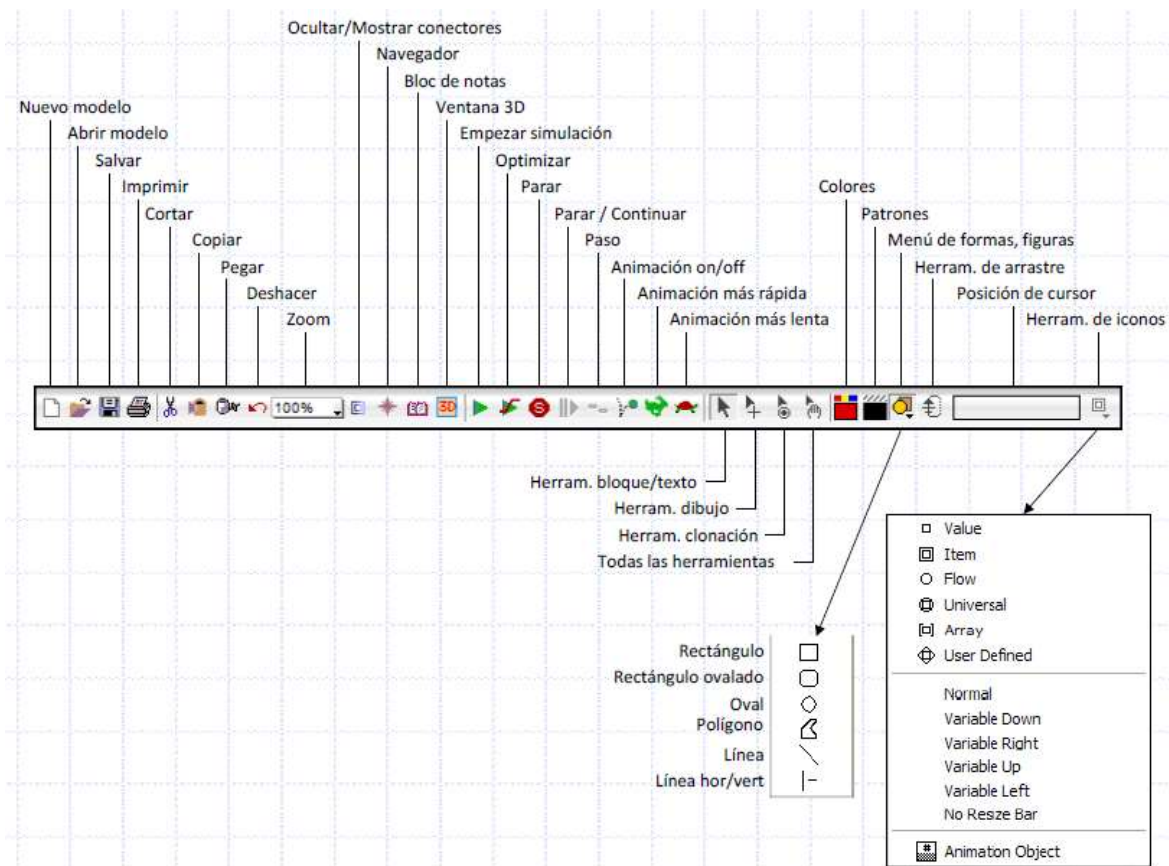 Ocultar/Mostrar conectores
Navegador
Bloc de notas
Nuevo modelo
Ventana 3D
Abrir modelo
Empezar simulación
Salvar
Optimizar
Imprimir
Parar
Colores
Cortar
Parar / Continuar
Patrones
Copiar
Paso
Menú de formas, figuras
Pegar
Animación on/off
Herram. de arrastre
Deshacer
Animación más rápida
Posición de cursor
Zoom
Animación más lenta
Herram. de iconos
100%
3D
S
Herram. bloque/texto
Herram. dibujo
Herram. clonación
Todas las herramientas
Value
Item
Flow
Universal
Array
User Defined
Normal
Variable Down
Variable Right
Variable Up
Variable Left
No Resize Bar
Animation Object
Rectángulo
Rectángulo ovalado
Oval
Polígono
Línea
Línea hor/vert